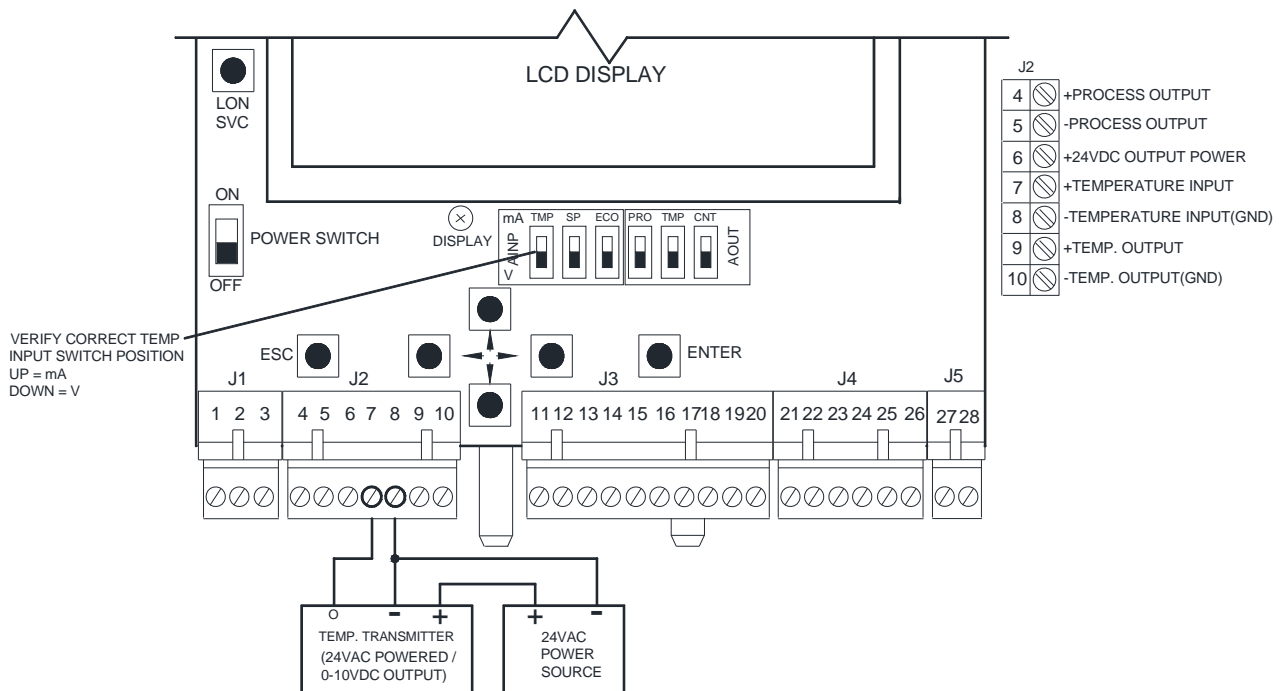 LCD DISPLAY
LON
SVC
ON
POWER SWITCH
OFF
DISPLAY
mA TMP SP ECO PRO TMP CNT
AINP
V
AOUT
J2
4 +PROCESS OUTPUT
5 -PROCESS OUTPUT
6 +24VDC OUTPUT POWER
7 +TEMPERATURE INPUT
8 -TEMPERATURE INPUT(GND)
9 +TEMP. OUTPUT
10 -TEMP. OUTPUT(GND)
VERIFY CORRECT TEMP
INPUT SWITCH POSITION
UP = mA
DOWN = V
ESC
ENTER
J1 J2 J3 J4 J5
1 2 3 4 5 6 7 8 9 10 11 12 13 14 15 16 17 18 19 20 21 22 23 24 25 26 27 28
O - +
TEMP. TRANSMITTER
(24VAC POWERED /
0-10VDC OUTPUT)
+ -
24VAC
POWER
SOURCE